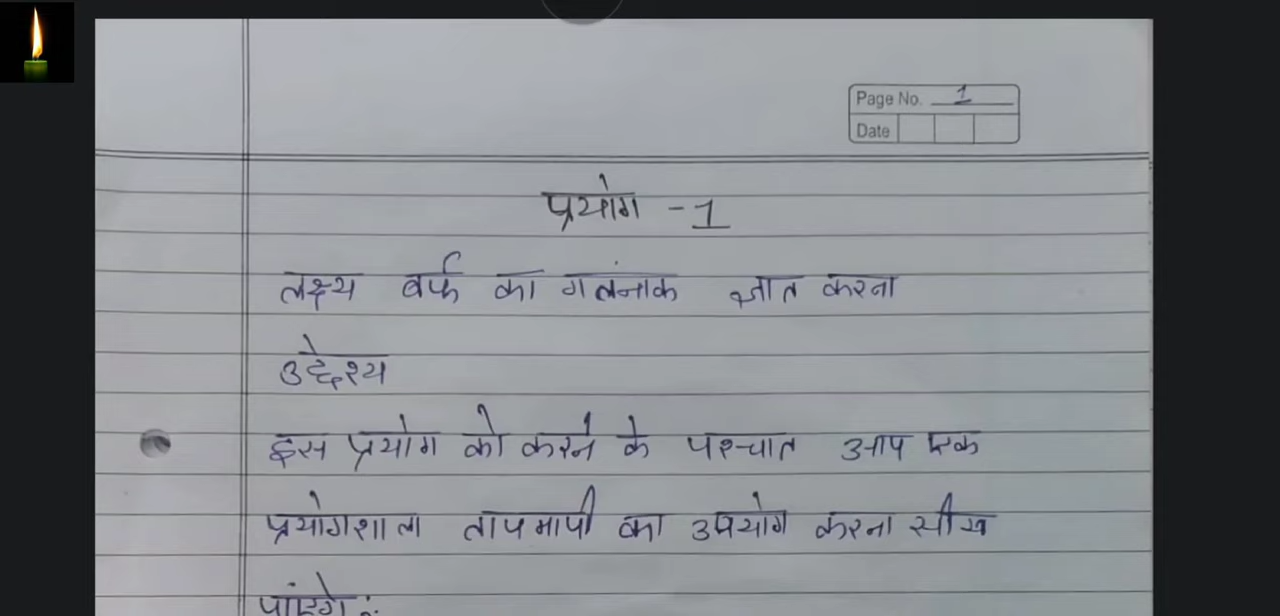 Page No. 1
Date
प्रयोग - 1
लक्ष्य बर्फ का गलनांक ज्ञात करना
उद्देश्य
इस प्रयोग को करने के पश्चात आप एक
प्रयोगशाला तापमापी का उपयोग करना सीख
पाएंगे :